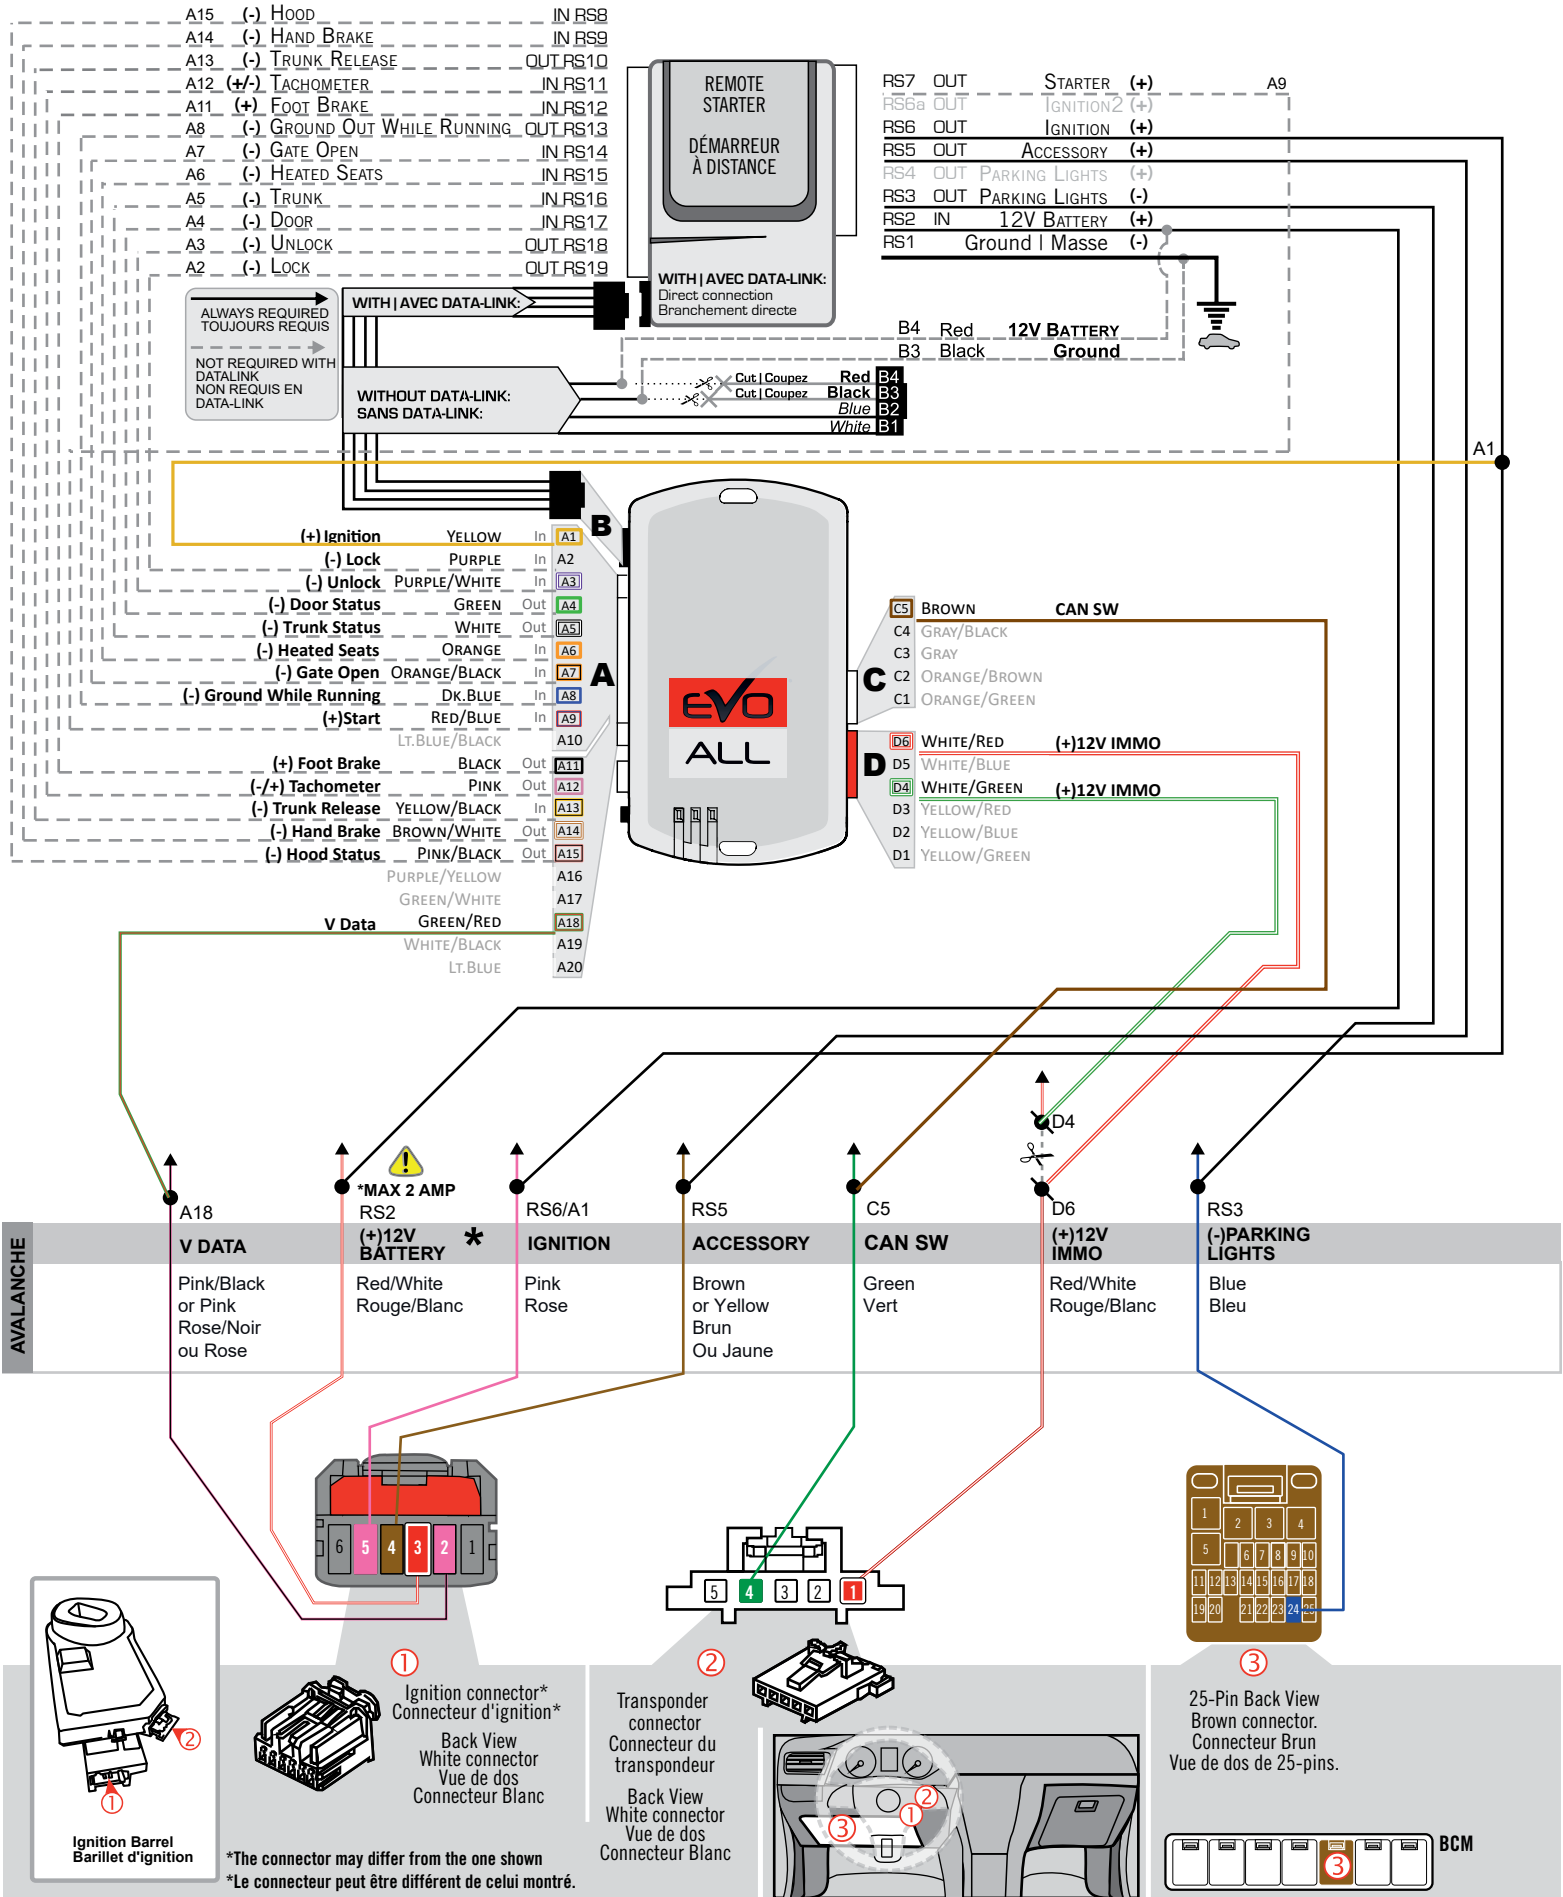 A15 (-) HOOD IN RS8
A14 (-) HAND BRAKE IN RS9
A13 (-) TRUNK RELEASE OUT RS10
A12 (+/-) TACHOMETER IN RS11
A11 (+) FOOT BRAKE IN RS12
A8 (-) GROUND OUT WHILE RUNNING OUT RS13
A7 (-) GATE OPEN IN RS14
A6 (-) HEATED SEATS IN RS15
A5 (-) TRUNK IN RS16
A4 (-) DOOR IN RS17
A3 (-) UNLOCK OUT RS18
A2 (-) LOCK OUT RS19
REMOTE
STARTER
DÉMARREUR
À DISTANCE
WITH | AVEC DATA-LINK:
Direct connection
Branchement directe
RS7 OUT STARTER (+) A9
RS6a OUT IGNITION2 (+)
RS6 OUT IGNITION (+)
RS5 OUT ACCESSORY (+)
RS4 OUT PARKING LIGHTS (+)
RS3 OUT PARKING LIGHTS (-)
RS2 IN 12V BATTERY (+)
RS1 Ground | Masse (-)
ALWAYS REQUIRED
TOUJOURS REQUIS
NOT REQUIRED WITH
DATALINK
NON REQUIS EN
DATA-LINK
WITH | AVEC DATA-LINK:
WITHOUT DATA-LINK:
SANS DATA-LINK:
B4 Red 12V BATTERY
B3 Black Ground
Cut | Coupez Red B4
Cut | Coupez Black B3
Blue B2
White B1
A1
B
(+) Ignition YELLOW In A1
(-) Lock PURPLE In A2
(-) Unlock PURPLE/WHITE In A3
(-) Door Status GREEN Out A4
(-) Trunk Status WHITE Out A5
(-) Heated Seats ORANGE In A6
(-) Gate Open ORANGE/BLACK In A7
(-) Ground While Running DK.BLUE In A8
(+)Start RED/BLUE In A9
LT.BLUE/BLACK A10
(+) Foot Brake BLACK Out A11
(-/+) Tachometer PINK Out A12
(-) Trunk Release YELLOW/BLACK In A13
(-) Hand Brake BROWN/WHITE Out A14
(-) Hood Status PINK/BLACK Out A15
PURPLE/YELLOW A16
GREEN/WHITE A17
V Data GREEN/RED A18
WHITE/BLACK A19
LT.BLUE A20
A
EVO
ALL
C
C5 BROWN CAN SW
C4 GRAY/BLACK
C3 GRAY
C2 ORANGE/BROWN
C1 ORANGE/GREEN
D
D6 WHITE/RED (+)12V IMMO
D5 WHITE/BLUE
D4 WHITE/GREEN (+)12V IMMO
D3 YELLOW/RED
D2 YELLOW/BLUE
D1 YELLOW/GREEN
D4
*MAX 2 AMP
A18 RS2 RS6/A1 RS5 C5 D6 RS3
AVALANCHE
V DATA
(+)12V
BATTERY *
IGNITION
ACCESSORY
CAN SW
(+)12V
IMMO
(-)PARKING
LIGHTS
Pink/Black
or Pink
Rose/Noir
ou Rose
Red/White
Rouge/Blanc
Pink
Rose
Brown
or Yellow
Brun
Ou Jaune
Green
Vert
Red/White
Rouge/Blanc
Blue
Bleu
6 5 4 3 2 1
5 4 3 2 1
1 2 3 4
5 6 7 8 9 10
11 12 13 14 15 16 17 18
19 20 21 22 23 24 25
②
①
Ignition Barrel
Barillet d'ignition
①
Ignition connector*
Connecteur d'ignition*
Back View
White connector
Vue de dos
Connecteur Blanc
*The connector may differ from the one shown
*Le connecteur peut être différent de celui montré.
②
Transponder
connector
Connecteur du
transpondeur
Back View
White connector
Vue de dos
Connecteur Blanc
②
①
③
③
25-Pin Back View
Brown connector.
Connecteur Brun
Vue de dos de 25-pins.
BCM
③